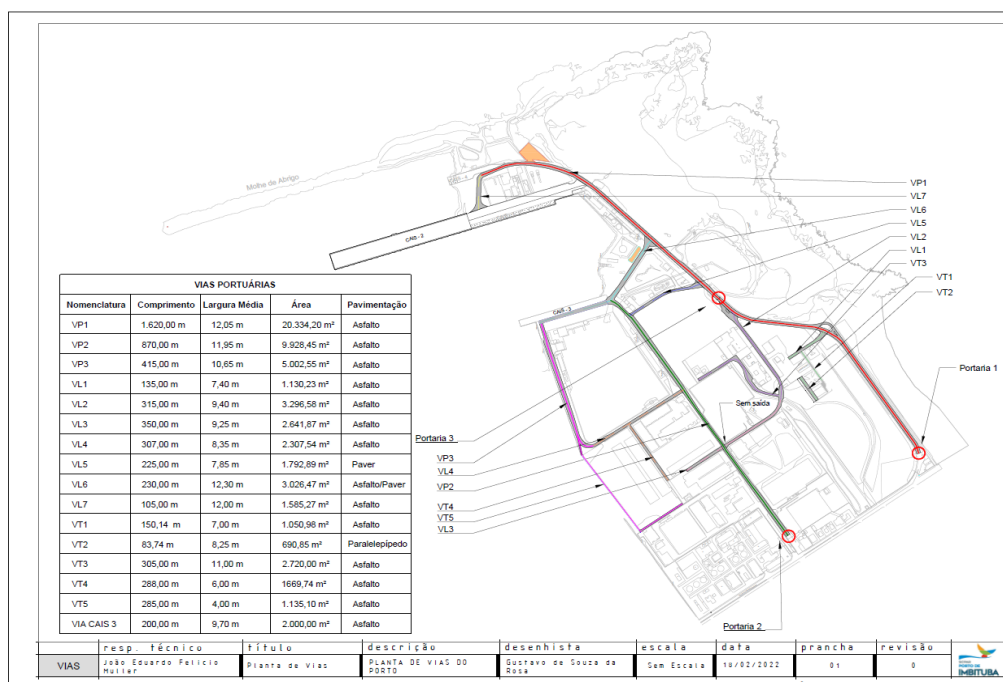 Molhe de Abrigo
CAIS - 2
CAIS - 3
VP1
VL7
VL6
VL5
VL2
VL1
VT3
VT1
VT2
Portaria 1
Sem saída
Portaria 3
VP3
VL4
VP2
VT4
VT5
VL3
Portaria 2
VIAS PORTUÁRIAS
Nomenclatura Comprimento Largura Média Área Pavimentação
VP1 1.620,00 m 12,05 m 20.334,20 m² Asfalto
VP2 870,00 m 11,95 m 9.928,45 m² Asfalto
VP3 415,00 m 10,65 m 5.002,55 m² Asfalto
VL1 135,00 m 7,40 m 1.130,23 m² Asfalto
VL2 315,00 m 9,40 m 3.296,58 m² Asfalto
VL3 350,00 m 9,25 m 2.641,87 m² Asfalto
VL4 307,00 m 8,35 m 2.307,54 m² Asfalto
VL5 225,00 m 7,85 m 1.792,89 m² Paver
VL6 230,00 m 12,30 m 3.026,47 m² Asfalto/Paver
VL7 105,00 m 12,00 m 1.585,27 m² Asfalto
VT1 150,14 m 7,00 m 1.050,98 m² Asfalto
VT2 83,74 m 8,25 m 690,85 m² Paralelepípedo
VT3 305,00 m 11,00 m 2.720,00 m² Asfalto
VT4 288,00 m 6,00 m 1669,74 m² Asfalto
VT5 285,00 m 4,00 m 1.135,10 m² Asfalto
VIA CAIS 3 200,00 m 9,70 m 2.000,00 m² Asfalto
resp. técnico título descrição desenhista escala data prancha revisão
VIAS João Eduardo Felicio Muller Planta de Vias PLANTA DE VIAS DO PORTO Gustavo de Souza da Rosa Sem Escala 18/02/2022 01 0
PORTO DE
IMBITUBA